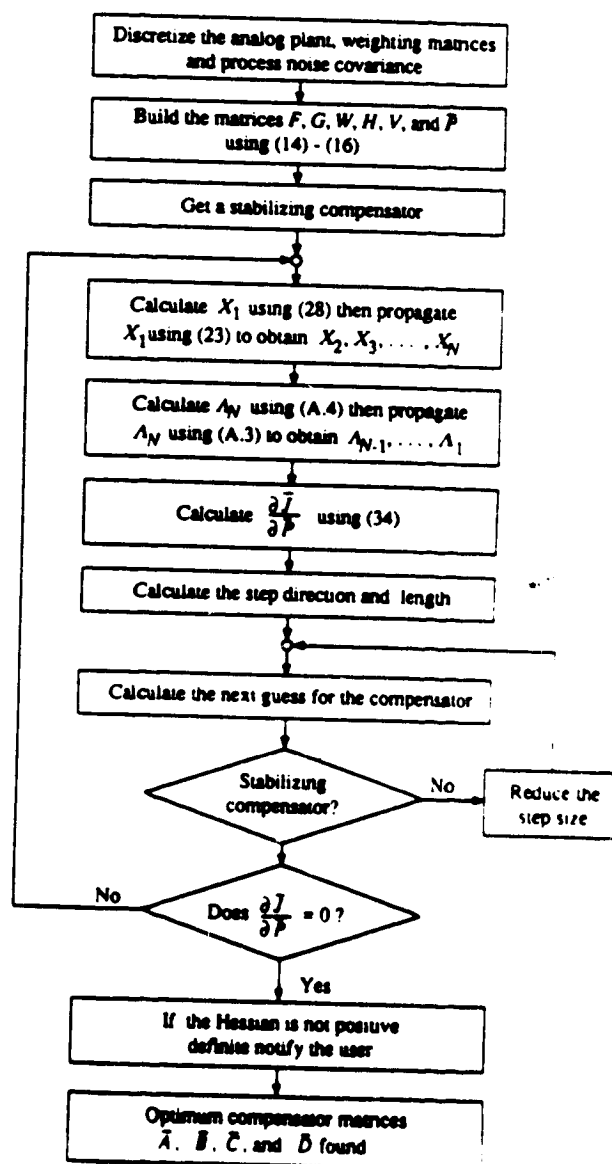 Discretize the analog plant, weighting matrices
and process noise covariance
Build the matrices F, G, W, H, V, and P̄
using (14) - (16)
Get a stabilizing compensator
Calculate X₁ using (28) then propagate
X₁ using (23) to obtain X₂, X₃, . . . , X_N
Calculate Λ_N using (A.4) then propagate
Λ_N using (A.3) to obtain Λ_N-1, . . . , Λ₁
Calculate ∂J̄/∂P̄ using (34)
Calculate the step direction and length
Calculate the next guess for the compensator
Stabilizing
compensator?
No
Reduce the
step size
No
Does ∂J̄/∂P̄ = 0 ?
Yes
If the Hessian is not positive
definite notify the user
Optimum compensator matrices
Ā, B̄, C̄, and D̄ found